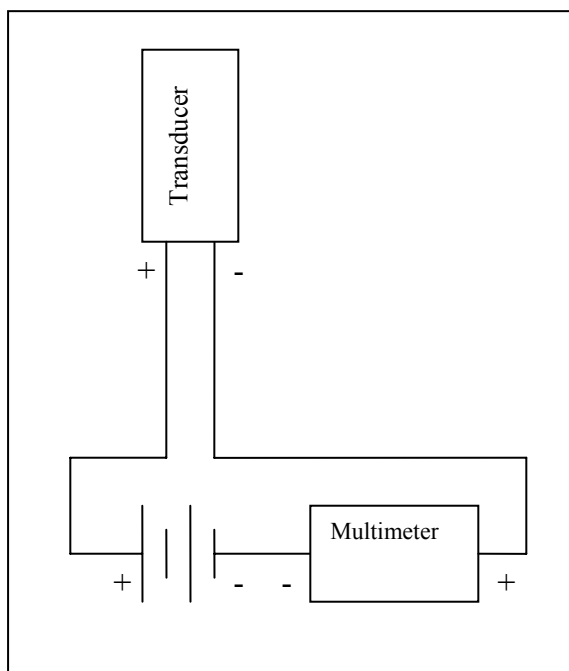 Transducer
+ -
Multimeter
+ - - +